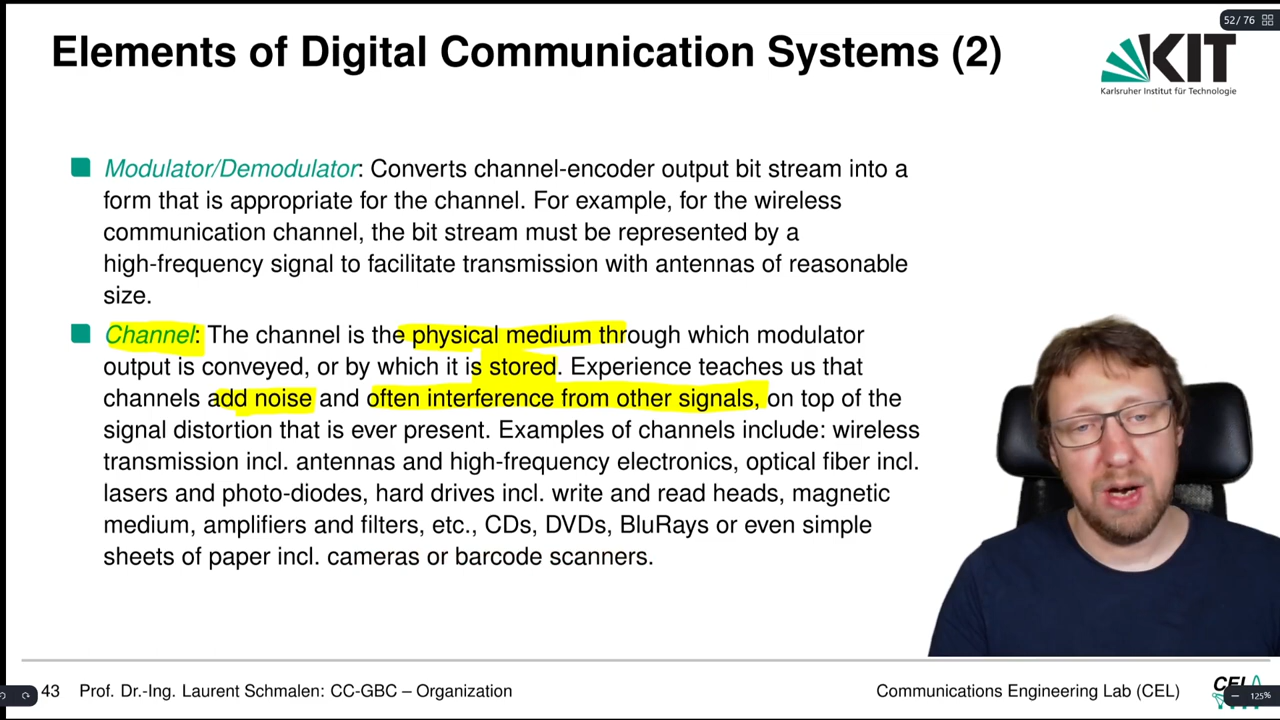 52 / 76
Elements of Digital Communication Systems (2)
KIT
Karlsruher Institut für Technologie
Modulator/Demodulator: Converts channel-encoder output bit stream into a
form that is appropriate for the channel. For example, for the wireless
communication channel, the bit stream must be represented by a
high-frequency signal to facilitate transmission with antennas of reasonable
size.
Channel: The channel is the physical medium through which modulator
output is conveyed, or by which it is stored. Experience teaches us that
channels add noise and often interference from other signals, on top of the
signal distortion that is ever present. Examples of channels include: wireless
transmission incl. antennas and high-frequency electronics, optical fiber incl.
lasers and photo-diodes, hard drives incl. write and read heads, magnetic
medium, amplifiers and filters, etc., CDs, DVDs, BluRays or even simple
sheets of paper incl. cameras or barcode scanners.
43 Prof. Dr.-Ing. Laurent Schmalen: CC-GBC – Organization
Communications Engineering Lab (CEL)
CEL
125%